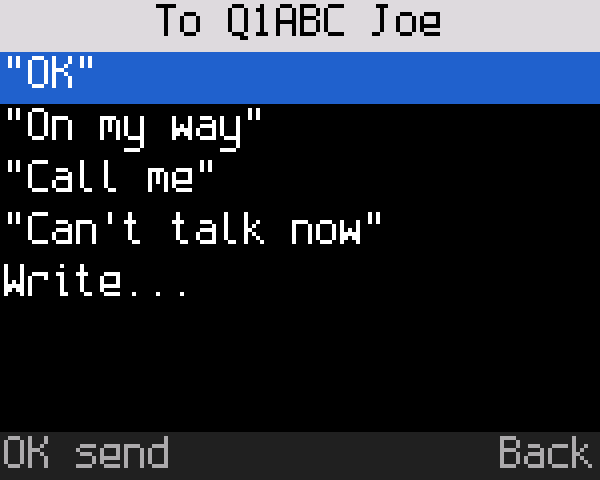 To Q1ABC Joe
"OK"
"On my way"
"Call me"
"Can't talk now"
Write...
OK send Back